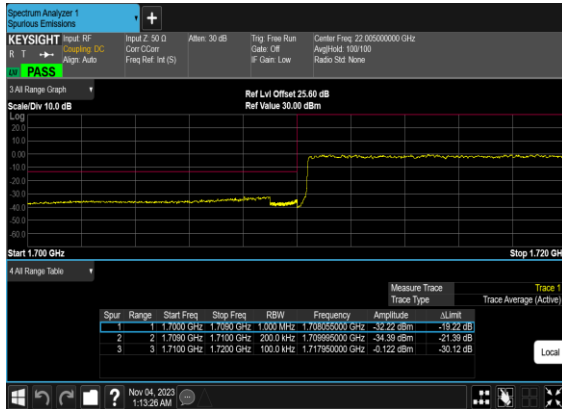 Spectrum Analyzer 1
Spurious Emissions
+
KEYSIGHT Input: RF Input Z: 50 Ω Atten: 30 dB Trig: Free Run Center Freq: 22.005000000 GHz
R T Coupling: DC Corr CCorr Gate: Off Avg|Hold: 100/100
Align: Auto Freq Ref: Int (S) IF Gain: Low Radio Std: None
PASS
3 All Range Graph
Ref Lvl Offset 25.60 dB
Scale/Div 10.0 dB Ref Value 30.00 dBm
Log
20.0
10.0
0.00
-10.0
-20.0
-30.0
-40.0
-50.0
-60.0
Start 1.700 GHz Stop 1.720 GH
4 All Range Table
Measure Trace Trace 1
Trace Type Trace Average (Active)
Spur Range Start Freq Stop Freq RBW Frequency Amplitude ΔLimit
1 1 1.7000 GHz 1.7090 GHz 1.000 MHz 1.708055000 GHz -32.22 dBm -19.22 dB
2 2 1.7090 GHz 1.7100 GHz 200.0 kHz 1.709995000 GHz -34.39 dBm -21.39 dB
3 3 1.7100 GHz 1.7200 GHz 100.0 kHz 1.717950000 GHz -0.122 dBm -30.12 dB
Local
? Nov 04, 2023
1:13:26 AM